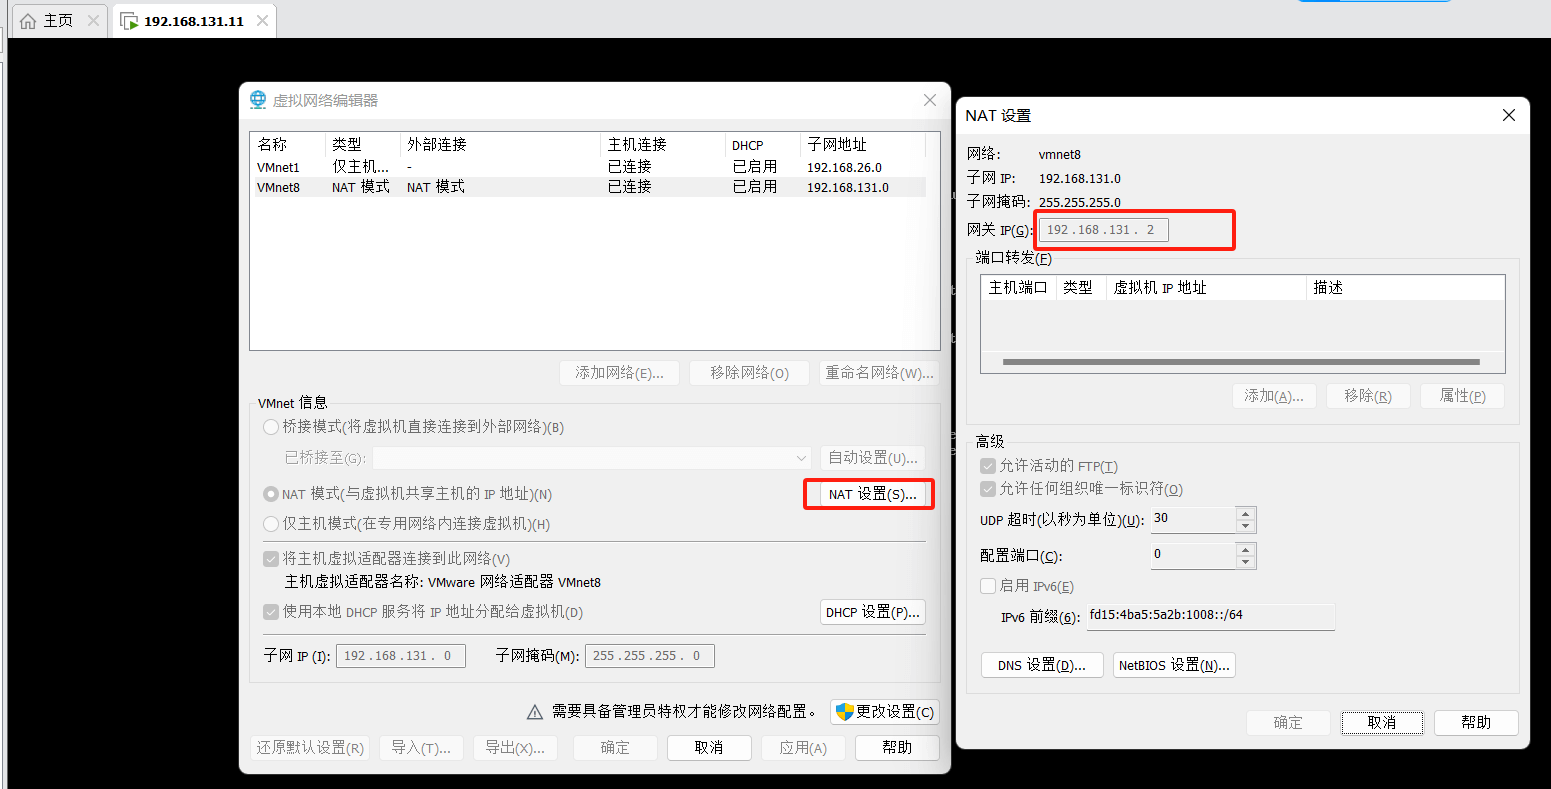 主页
192.168.131.11
虚拟网络编辑器
名称 类型 外部连接 主机连接 DHCP 子网地址
VMnet1 仅主机... - 已连接 已启用 192.168.26.0
VMnet8 NAT 模式 NAT 模式 已连接 已启用 192.168.131.0
添加网络(E)... 移除网络(O) 重命名网络(W)...
VMnet 信息
桥接模式(将虚拟机直接连接到外部网络)(B)
已桥接至(G): 自动设置(U)...
NAT 模式(与虚拟机共享主机的 IP 地址)(N) NAT 设置(S)...
仅主机模式(在专用网络内连接虚拟机)(H)
将主机虚拟适配器连接到此网络(V)
主机虚拟适配器名称: VMware 网络适配器 VMnet8
使用本地 DHCP 服务将 IP 地址分配给虚拟机(D) DHCP 设置(P)...
子网 IP (I): 192.168.131. 0 子网掩码(M): 255.255.255. 0
需要具备管理员特权才能修改网络配置。 更改设置(C)
还原默认设置(R) 导入(T)... 导出(X)... 确定 取消 应用(A) 帮助
NAT 设置
网络: vmnet8
子网 IP: 192.168.131.0
子网掩码: 255.255.255.0
网关 IP(G): 192.168.131. 2
端口转发(F)
主机端口 类型 虚拟机 IP 地址 描述
添加(A)... 移除(R) 属性(P)
高级
允许活动的 FTP(T)
允许任何组织唯一标识符(O)
UDP 超时(以秒为单位)(U): 30
配置端口(C): 0
启用 IPv6(E)
IPv6 前缀(6): fd15:4ba5:5a2b:1008::/64
DNS 设置(D)... NetBIOS 设置(N)...
确定 取消 帮助